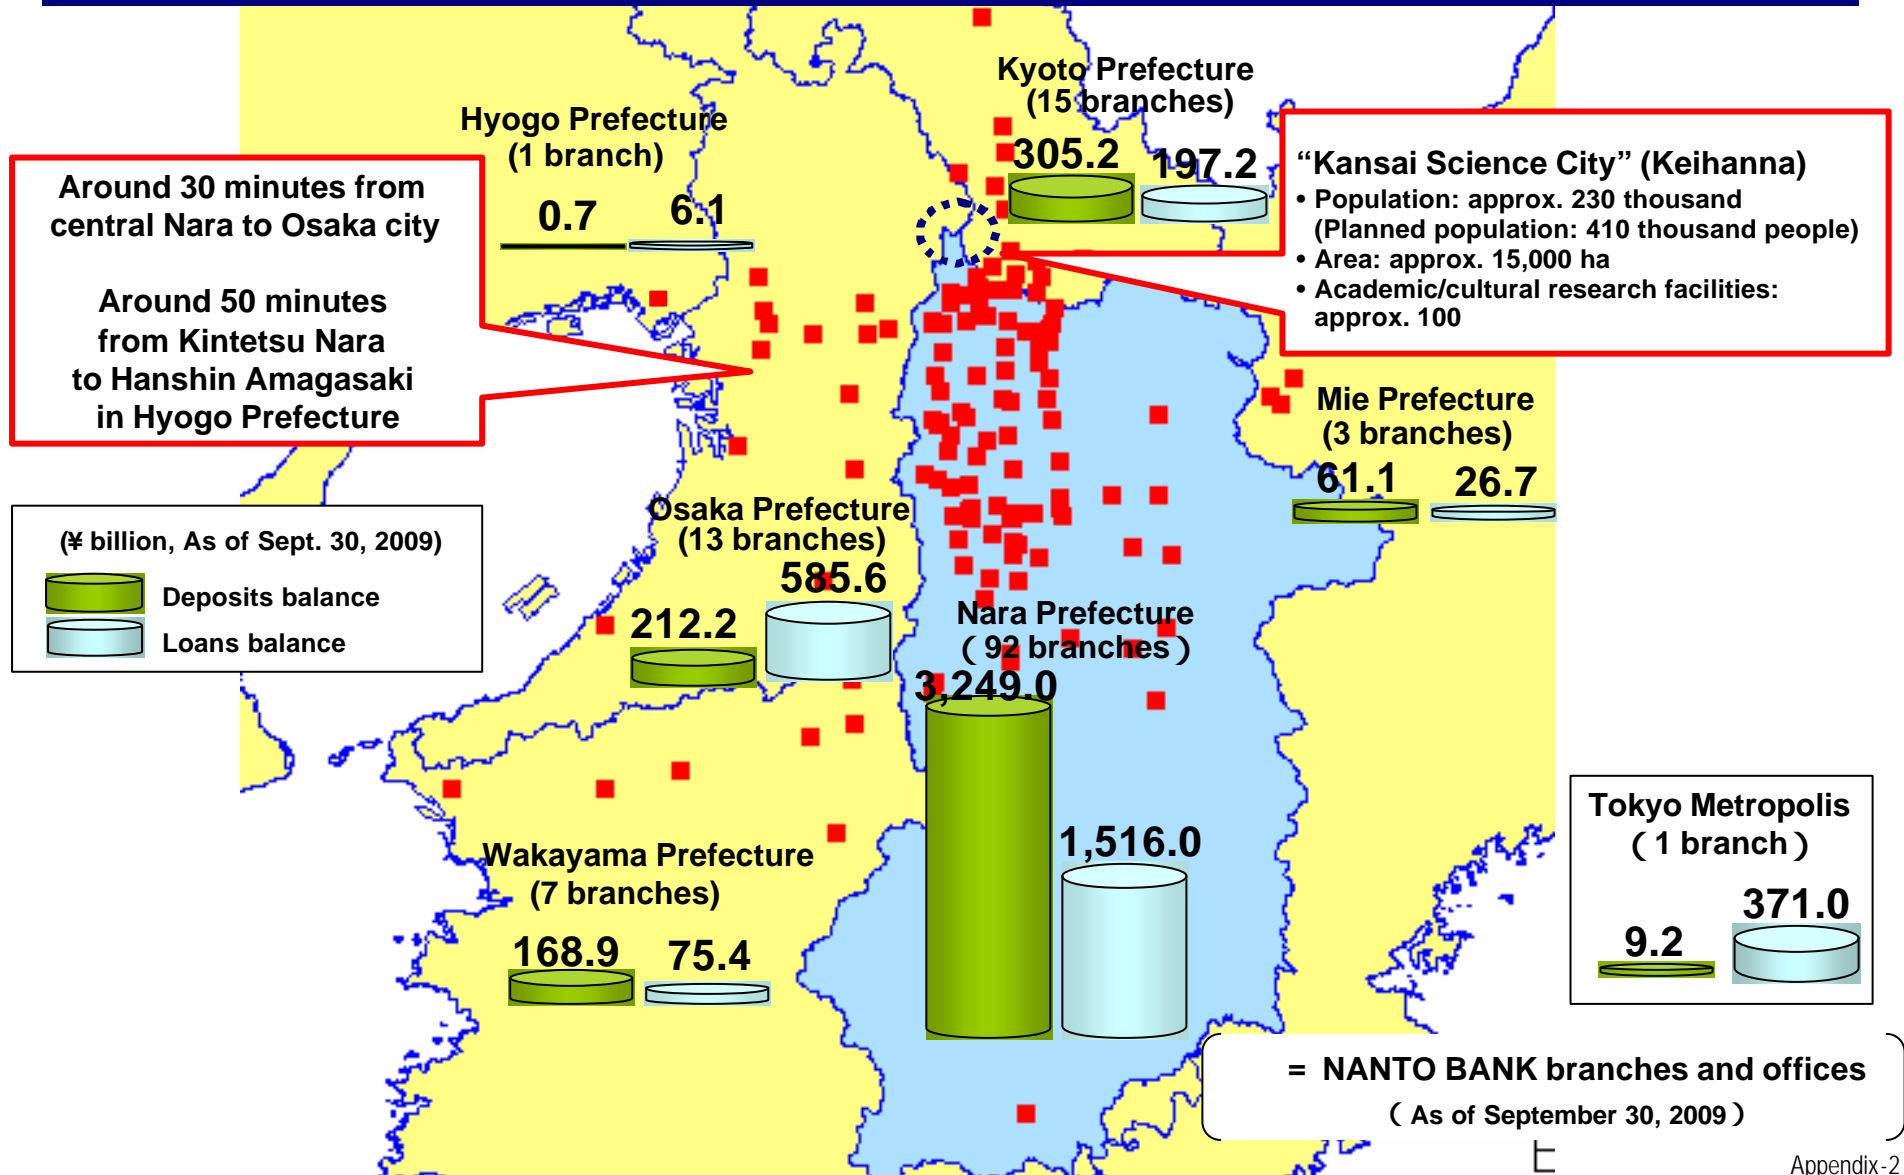 Kyoto Prefecture
(15 branches)
305.2
197.2
Hyogo Prefecture
(1 branch)
0.7
6.1
Around 30 minutes from
central Nara to Osaka city
Around 50 minutes
from Kintetsu Nara
to Hanshin Amagasaki
in Hyogo Prefecture
“Kansai Science City” (Keihanna)
• Population: approx. 230 thousand
(Planned population: 410 thousand people)
• Area: approx. 15,000 ha
• Academic/cultural research facilities:
approx. 100
Mie Prefecture
(3 branches)
61.1
26.7
(¥ billion, As of Sept. 30, 2009)
Deposits balance
Loans balance
Osaka Prefecture
(13 branches)
585.6
212.2
Nara Prefecture
( 92 branches )
3,249.0
1,516.0
Wakayama Prefecture
(7 branches)
168.9
75.4
Tokyo Metropolis
( 1 branch )
371.0
9.2
= NANTO BANK branches and offices
( As of September 30, 2009 )
Appendix-2